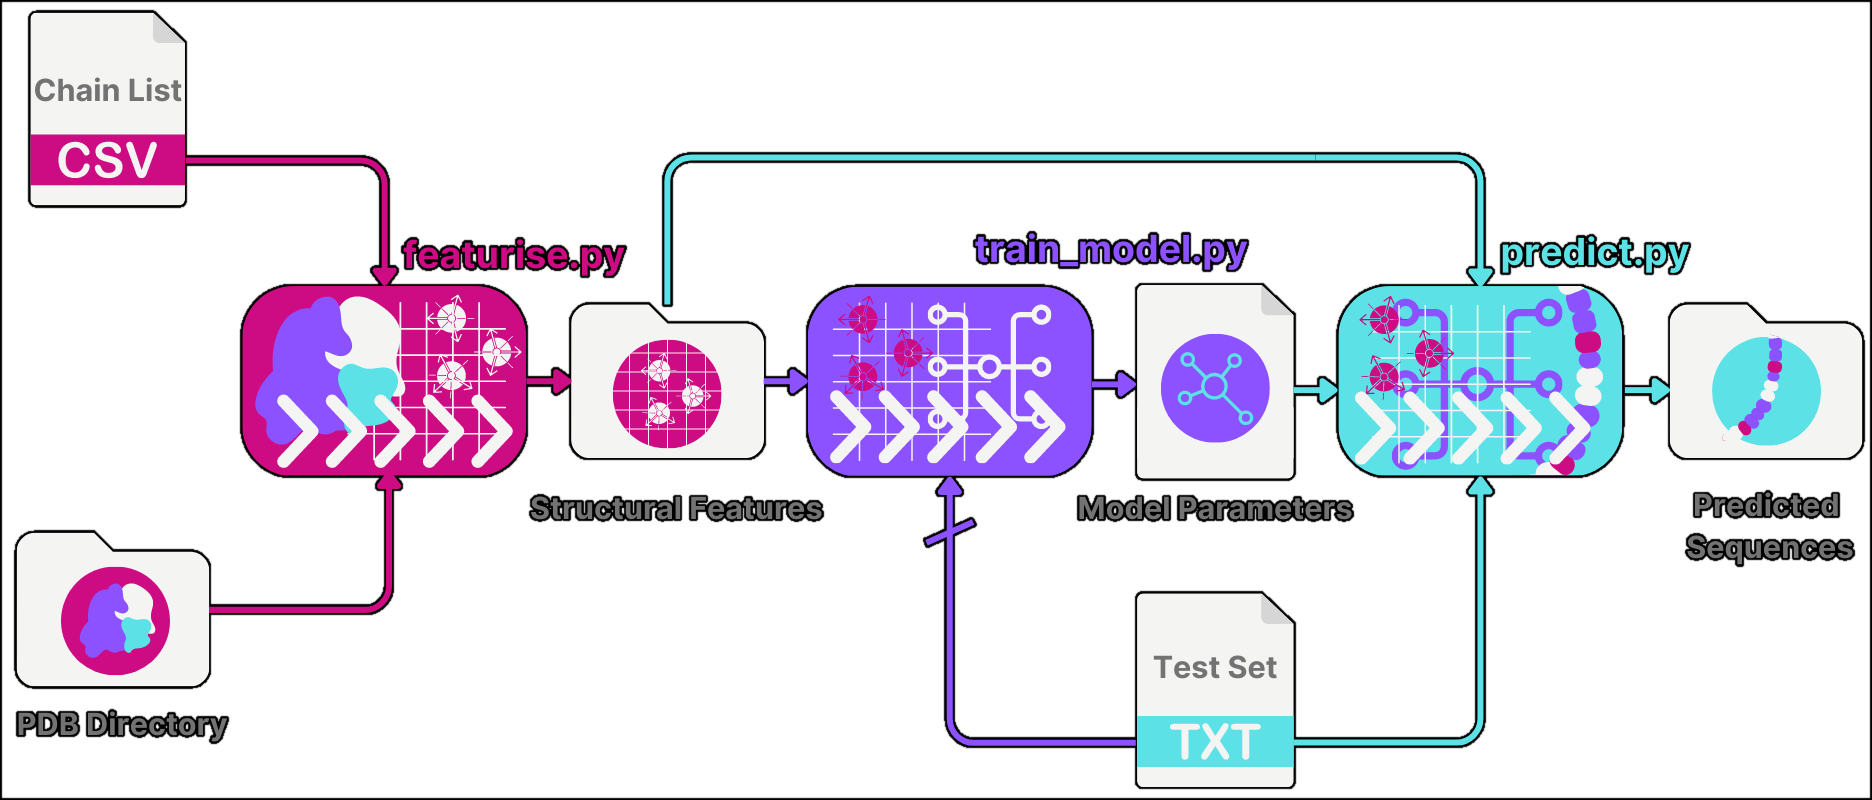 Chain List
CSV
featurise.py
train_model.py
predict.py
Structural Features
Model Parameters
Predicted
Sequences
PDB Directory
Test Set
TXT